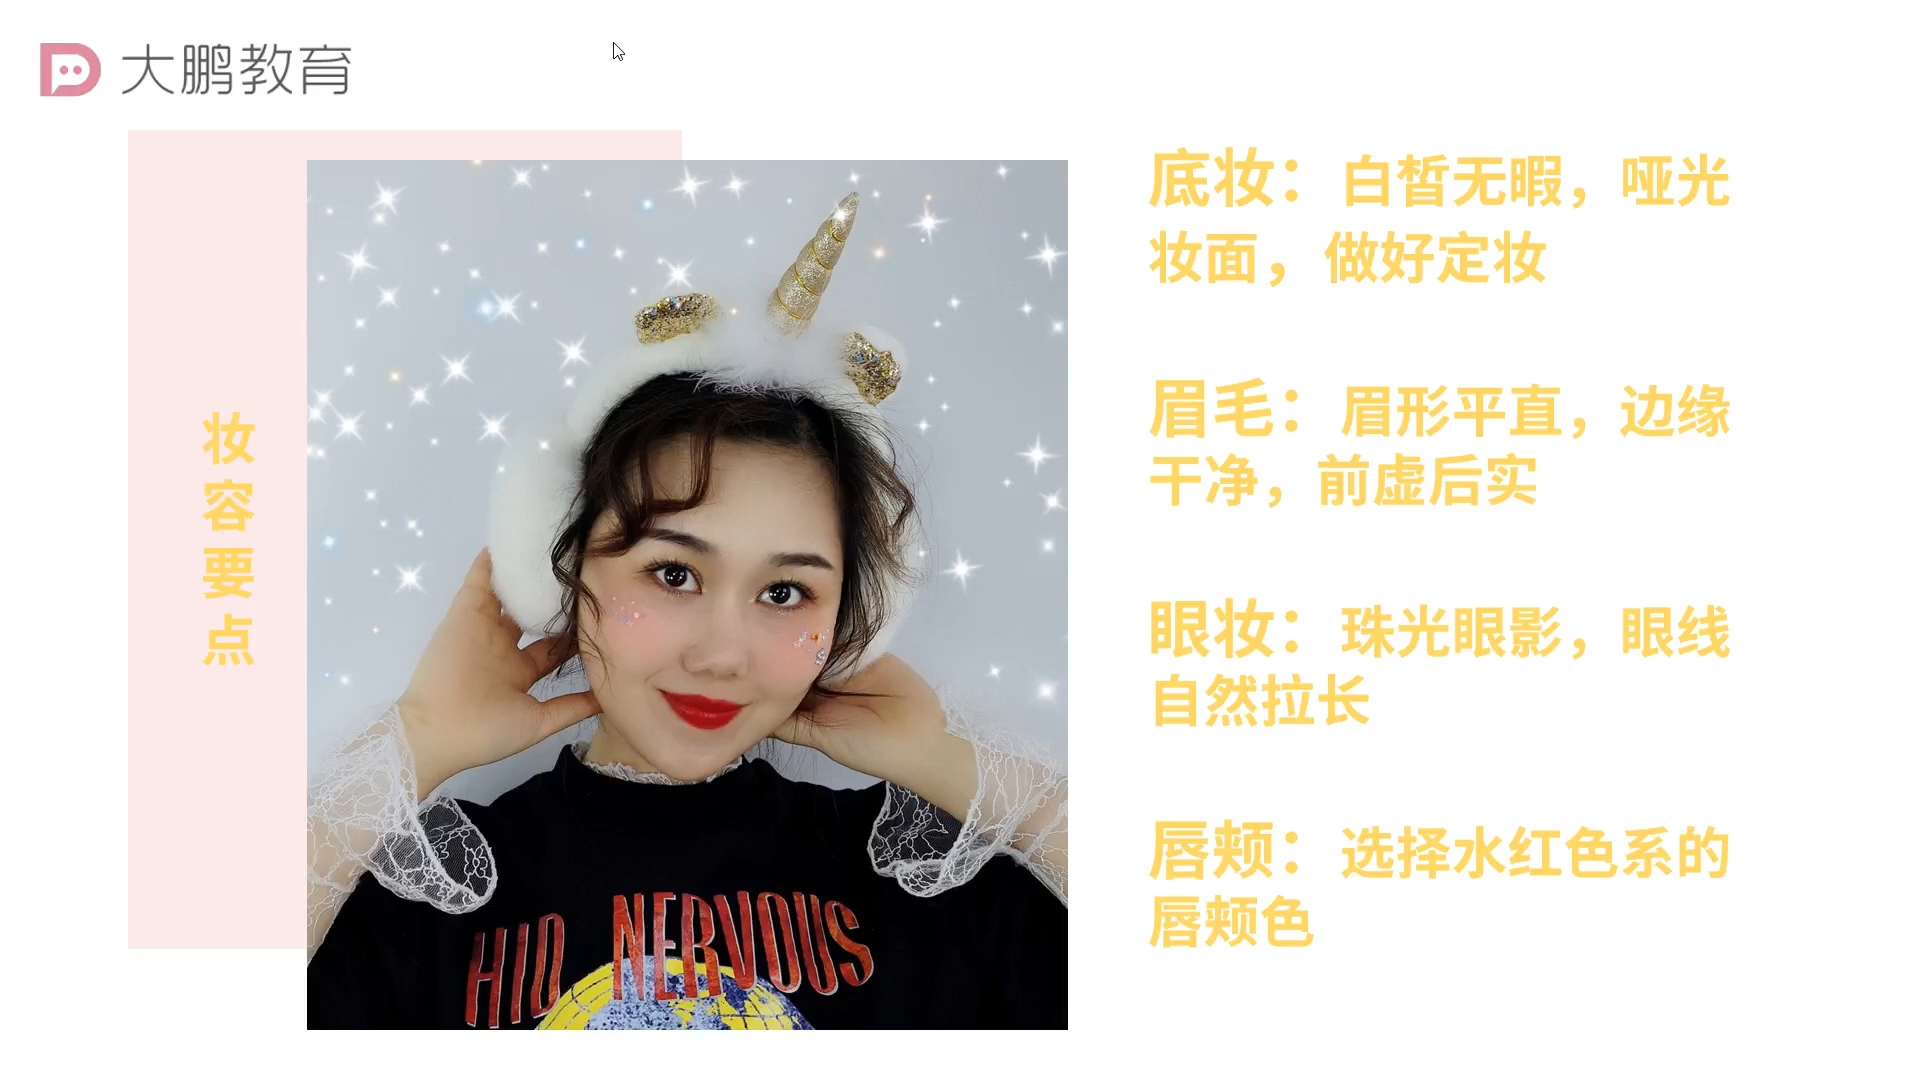 大鹏教育
妆容要点
底妆：白皙无暇，哑光
妆面，做好定妆
眉毛：眉形平直，边缘
干净，前虚后实
眼妆：珠光眼影，眼线
自然拉长
唇颊：选择水红色系的
唇颊色
HID NERVOUS